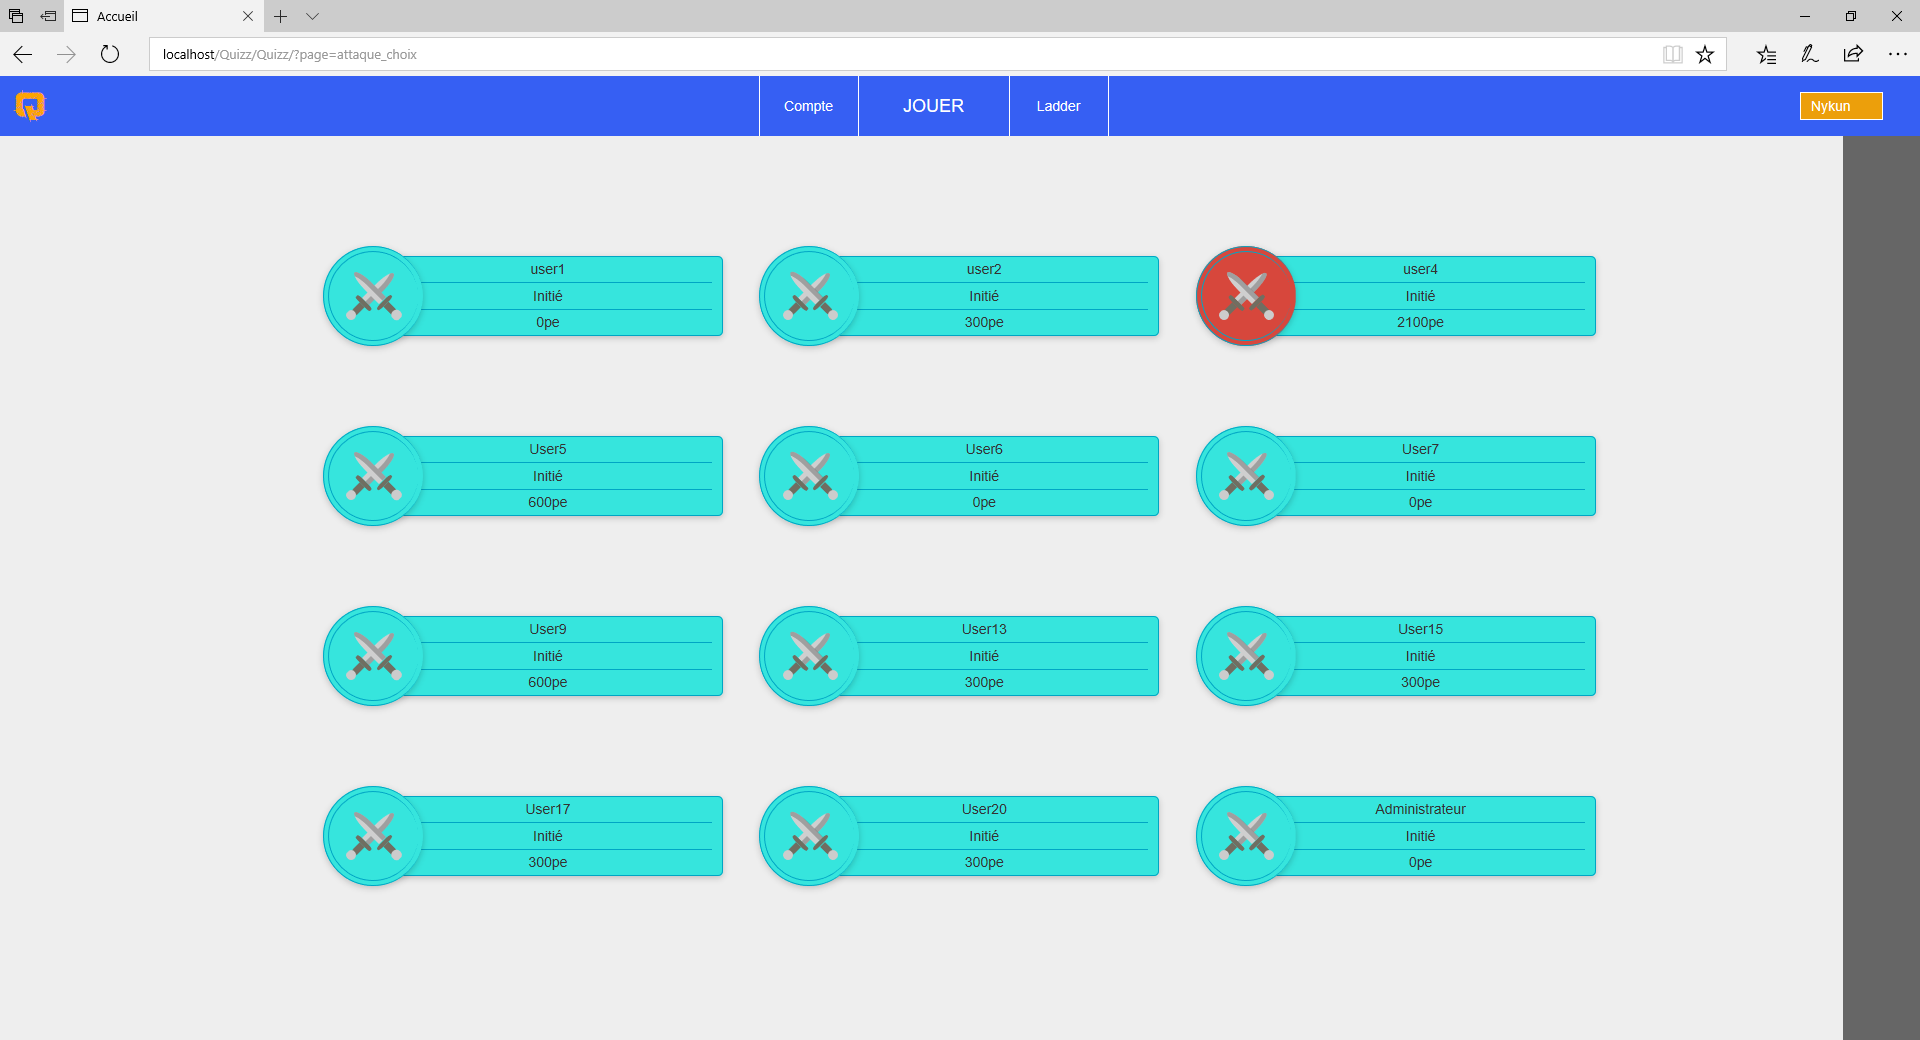 Accueil
localhost/Quizz/Quizz/?page=attaque_choix
Compte
JOUER
Ladder
Nykun
user1
Initié
0pe
user2
Initié
300pe
user4
Initié
2100pe
User5
Initié
600pe
User6
Initié
0pe
User7
Initié
0pe
User9
Initié
600pe
User13
Initié
300pe
User15
Initié
300pe
User17
Initié
300pe
User20
Initié
300pe
Administrateur
Initié
0pe